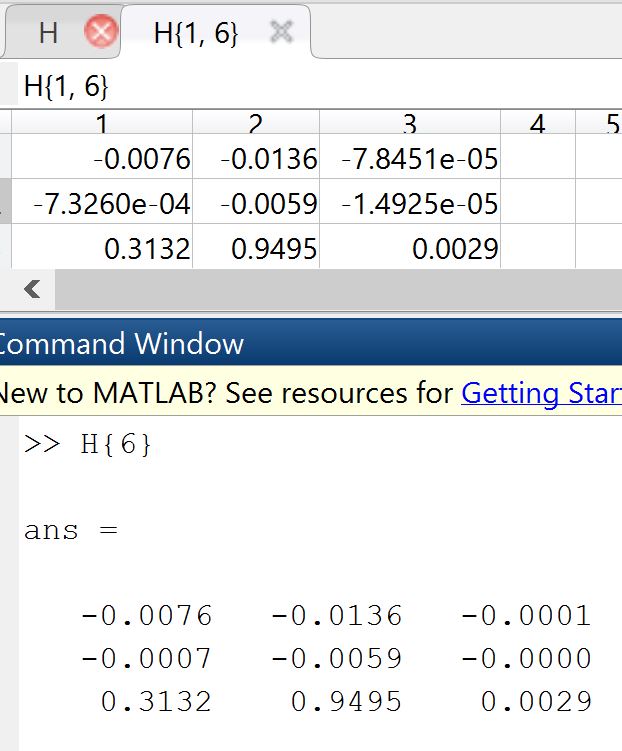 H H{1, 6}
H{1, 6}
1 2 3 4 5
-0.0076 -0.0136 -7.8451e-05
-7.3260e-04 -0.0059 -1.4925e-05
0.3132 0.9495 0.0029
Command Window
New to MATLAB? See resources for Getting Star
>> H{6}
ans =
-0.0076 -0.0136 -0.0001
-0.0007 -0.0059 -0.0000
0.3132 0.9495 0.0029